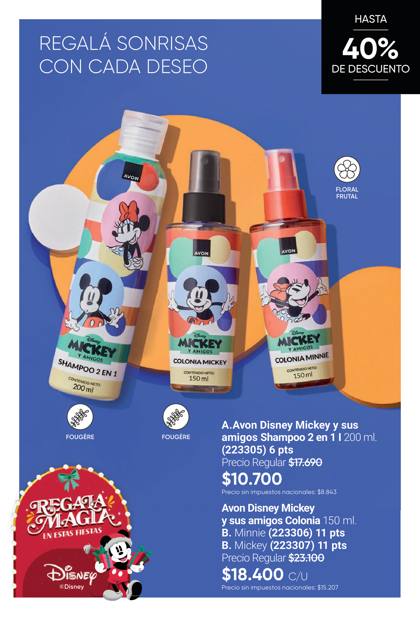 REGALÁ SONRISAS
CON CADA DESEO
HASTA
40%
DE DESCUENTO
FLORAL
FRUTAL
AVON
Disney
MICKEY
Y AMIGOS
SHAMPOO 2 EN 1
CONTENIDO NETO:
200 ml
AVON
Disney
MICKEY
Y AMIGOS
COLONIA MICKEY
CONTENIDO NETO:
150 ml
AVON
Disney
MICKEY
Y AMIGOS
COLONIA MINNIE
CONTENIDO NETO:
150 ml
FOUGÈRE
FOUGÈRE
A.Avon Disney Mickey y sus
amigos Shampoo 2 en 1 I 200 ml.
(223305) 6 pts
Precio Regular $17.690
$10.700
Precio sin impuestos nacionales: $8.843
Avon Disney Mickey
y sus amigos Colonia 150 ml.
B. Minnie (223306) 11 pts
B. Mickey (223307) 11 pts
Precio Regular $23.100
$18.400 C/U
Precio sin impuestos nacionales: $15.207
REGALA
MAGIA
EN ESTAS FIESTAS
Disney
©Disney